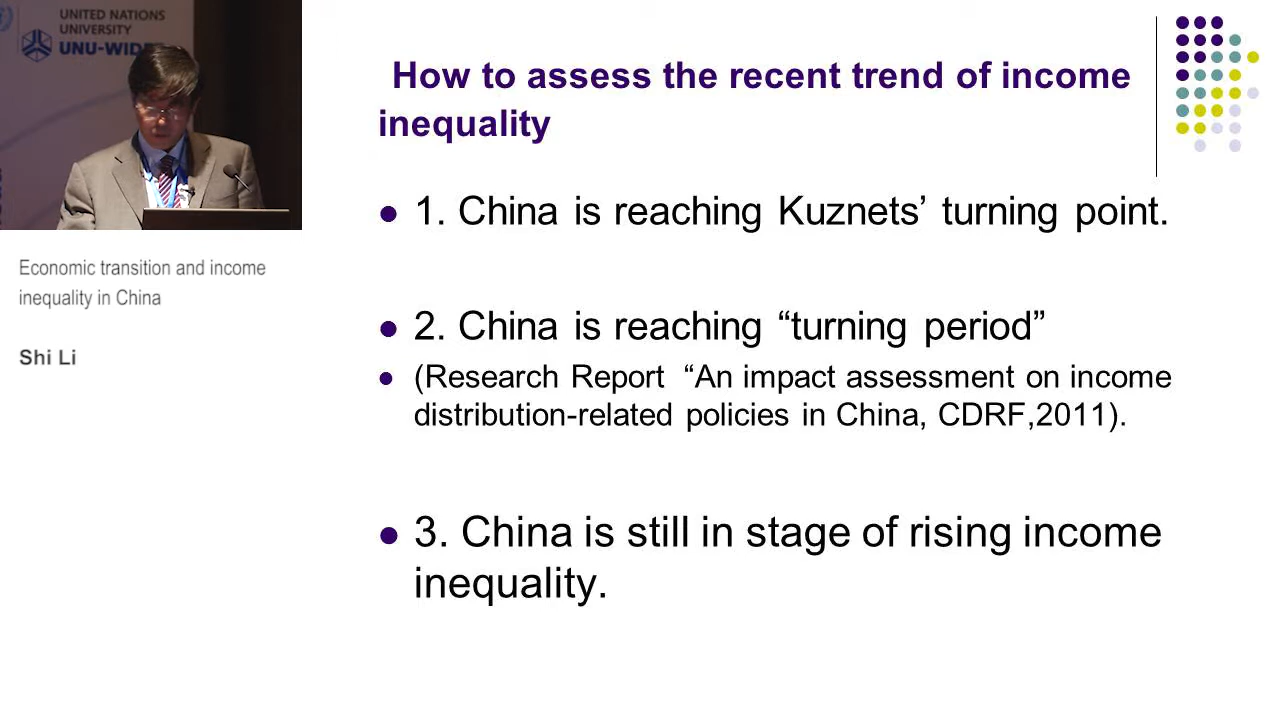 UNITED NATIONS
UNIVERSITY
UNU-WIDE
How to assess the recent trend of income
inequality
1. China is reaching Kuznets’ turning point.
2. China is reaching “turning period”
(Research Report “An impact assessment on income
distribution-related policies in China, CDRF,2011).
3. China is still in stage of rising income
inequality.
Economic transition and income
inequality in China
Shi Li